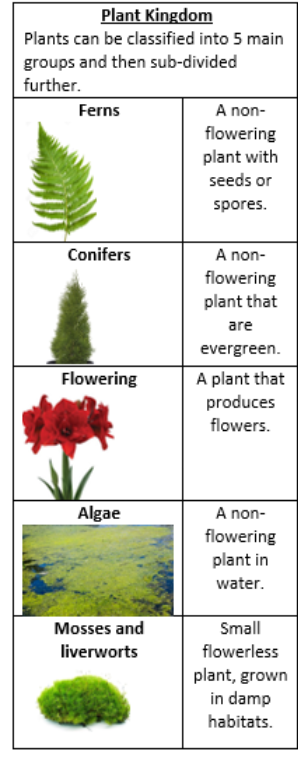 Plant Kingdom
Plants can be classified into 5 main
groups and then sub-divided
further.
Ferns
A non-
flowering
plant with
seeds or
spores.
Conifers
A non-
flowering
plant that
are
evergreen.
Flowering
A plant that
produces
flowers.
Algae
A non-
flowering
plant in
water.
Mosses and
liverworts
Small
flowerless
plant, grown
in damp
habitats.